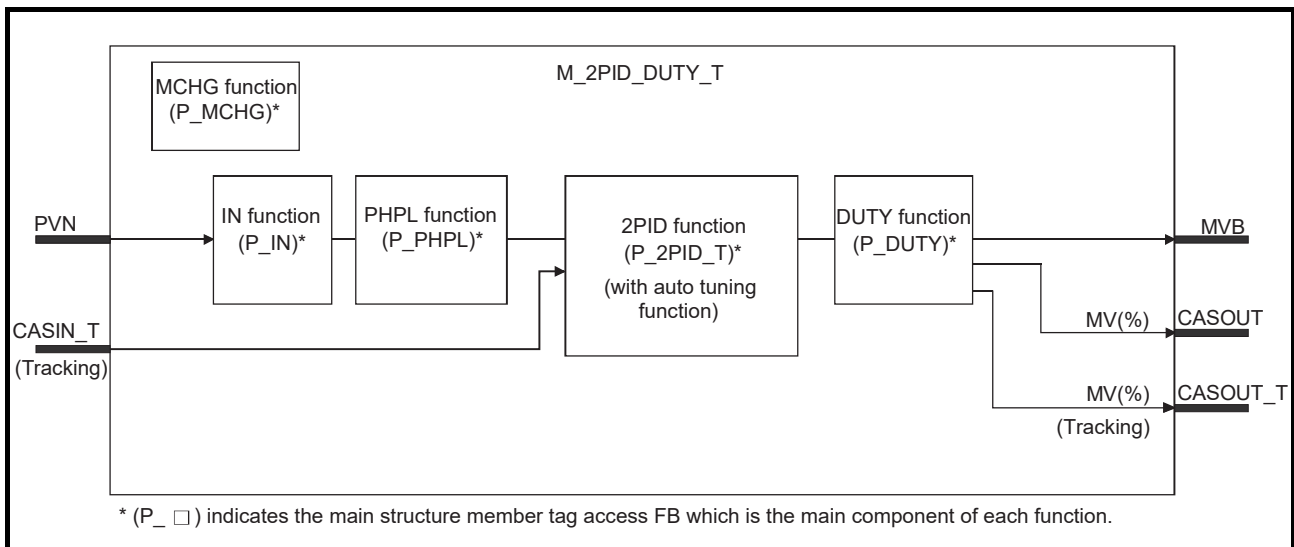 M_2PID_DUTY_T
MCHG function
(P_MCHG)*
PVN
IN function
(P_IN)*
PHPL function
(P_PHPL)*
2PID function
(P_2PID_T)*
(with auto tuning
function)
DUTY function
(P_DUTY)*
MVB
CASIN_T
(Tracking)
MV(%)
CASOUT
MV(%)
(Tracking)
CASOUT_T
* (P_ □ ) indicates the main structure member tag access FB which is the main component of each function.